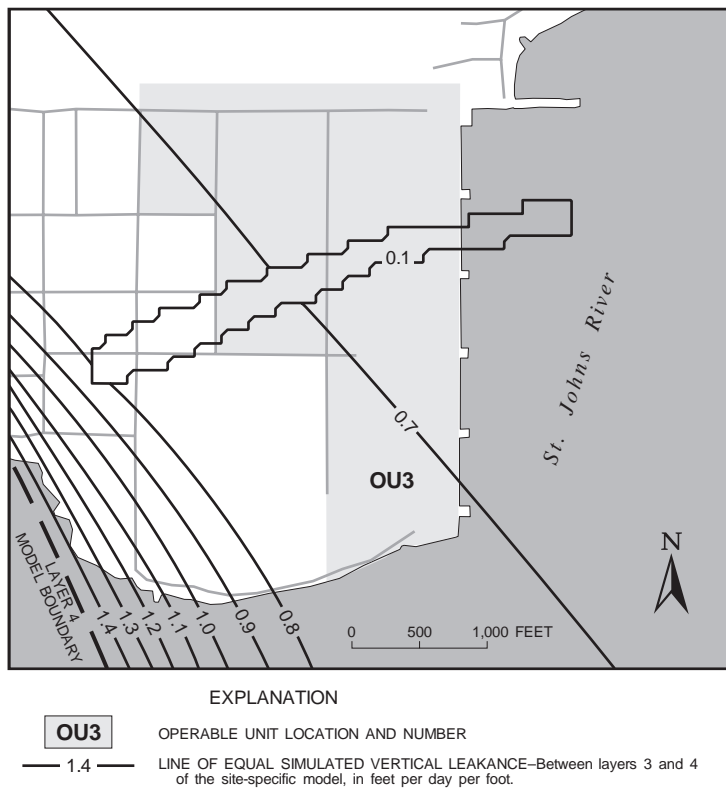 0.1
St. Johns River
0.7
OU3
N
LAYER 4
MODEL BOUNDARY
1.4
1.3
1.2
1.1
1.0
0.9
0.8
0 500 1,000 FEET
EXPLANATION
OU3 OPERABLE UNIT LOCATION AND NUMBER
1.4 LINE OF EQUAL SIMULATED VERTICAL LEAKANCE–Between layers 3 and 4
of the site-specific model, in feet per day per foot.